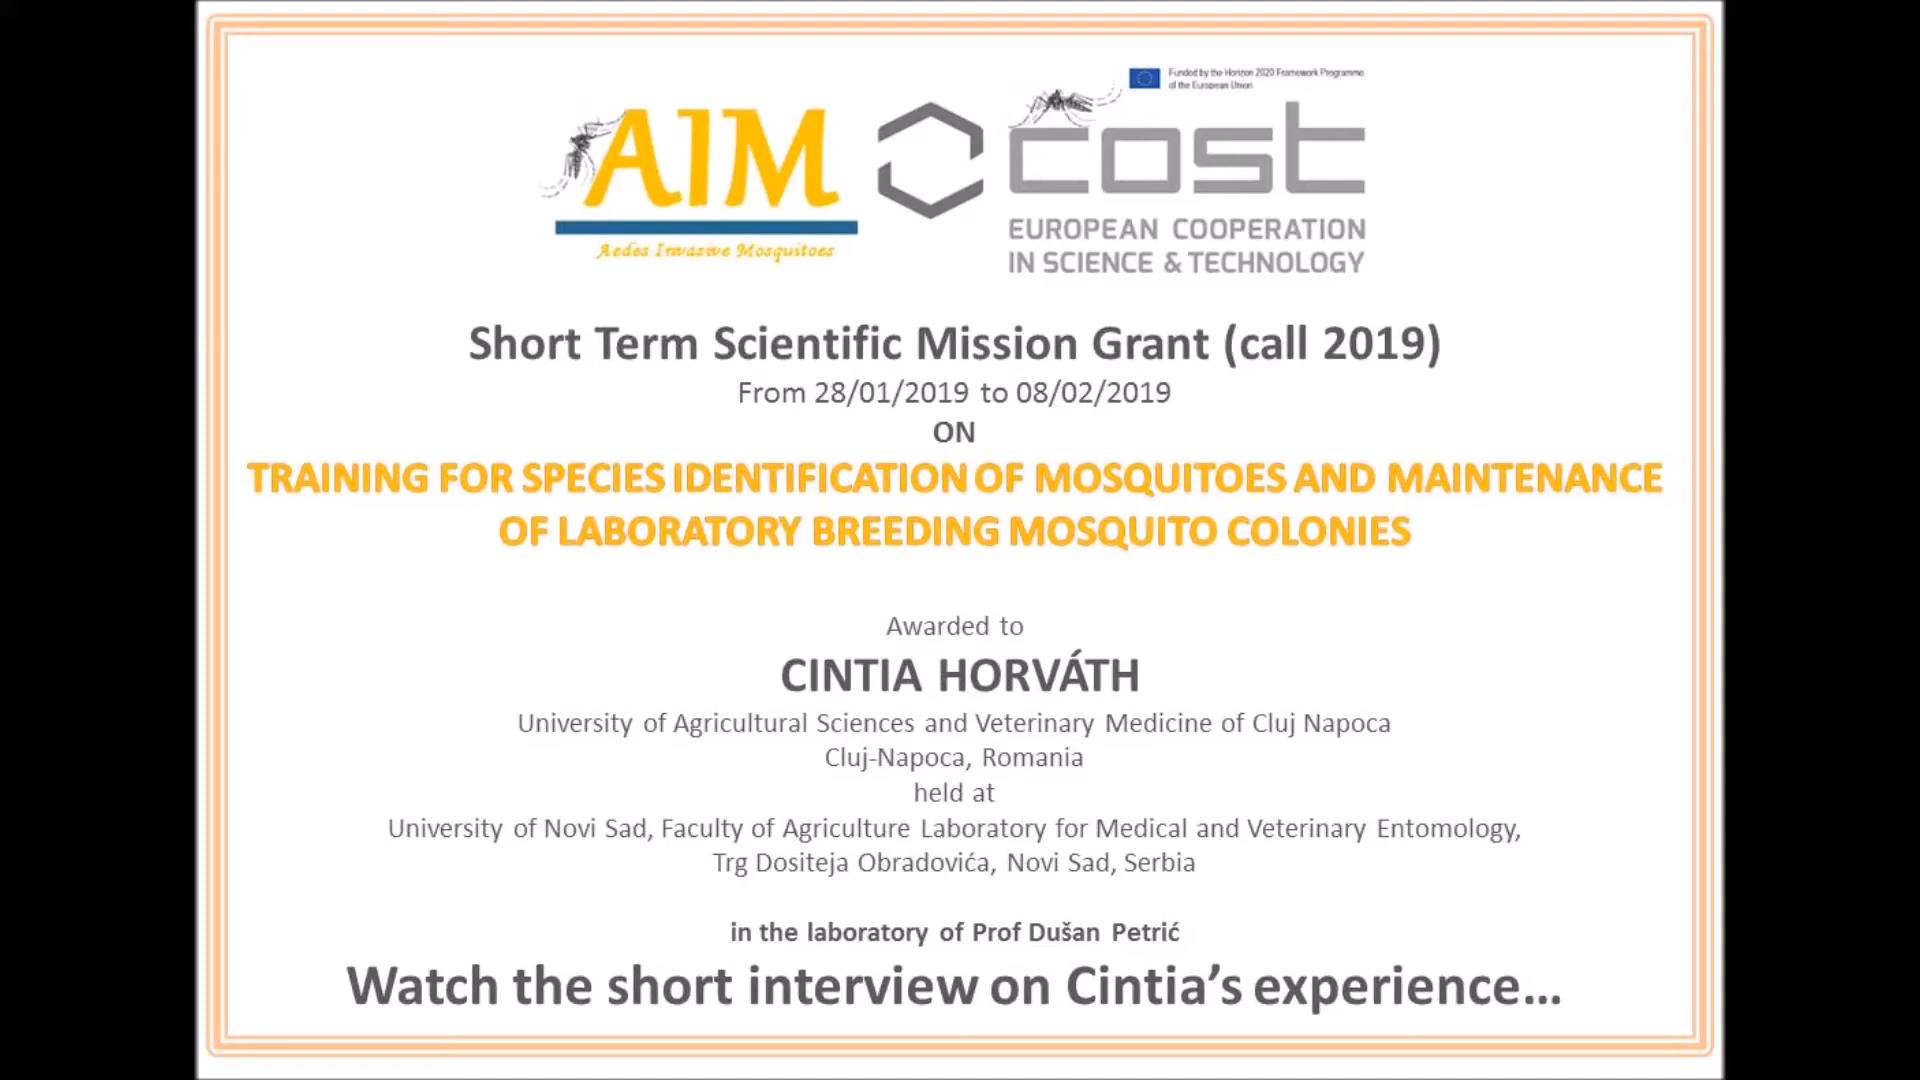 Funded by the Horizon 2020 Framework Programme
of the European Union
AIM
Aedes Invasive Mosquitoes
cost
EUROPEAN COOPERATION
IN SCIENCE & TECHNOLOGY
Short Term Scientific Mission Grant (call 2019)
From 28/01/2019 to 08/02/2019
ON
TRAINING FOR SPECIES IDENTIFICATION OF MOSQUITOES AND MAINTENANCE
OF LABORATORY BREEDING MOSQUITO COLONIES
Awarded to
CINTIA HORVÁTH
University of Agricultural Sciences and Veterinary Medicine of Cluj Napoca
Cluj-Napoca, Romania
held at
University of Novi Sad, Faculty of Agriculture Laboratory for Medical and Veterinary Entomology,
Trg Dositeja Obradovića, Novi Sad, Serbia
in the laboratory of Prof Dušan Petrić
Watch the short interview on Cintia’s experience…